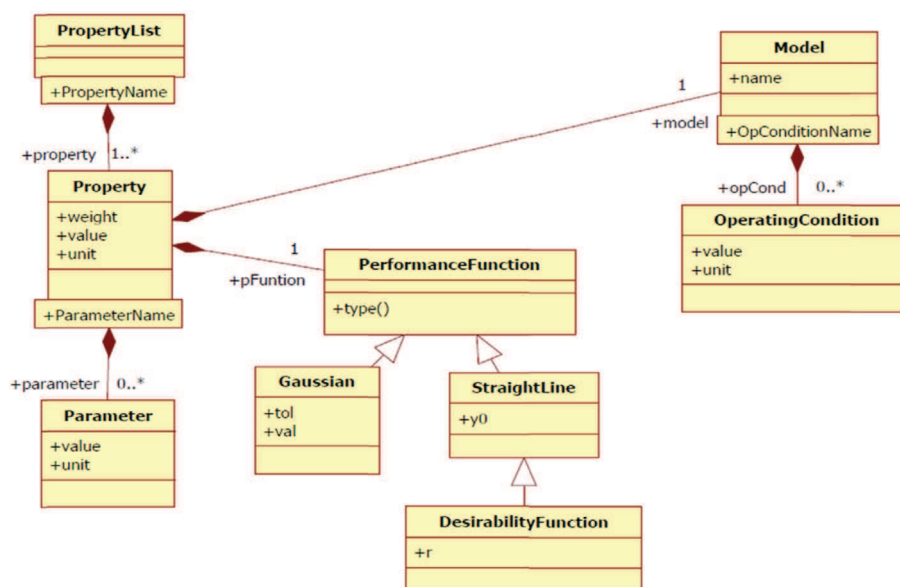 PropertyList
+PropertyName
+property 1..*
Property
+weight
+value
+unit
+ParameterName
+parameter 0..*
Parameter
+value
+unit
1
+model
Model
+name
+OpConditionName
+opCond 0..*
OperatingCondition
+value
+unit
1
+pFuntion
PerformanceFunction
+type()
Gaussian
+tol
+val
StraightLine
+y0
DesirabilityFunction
+r